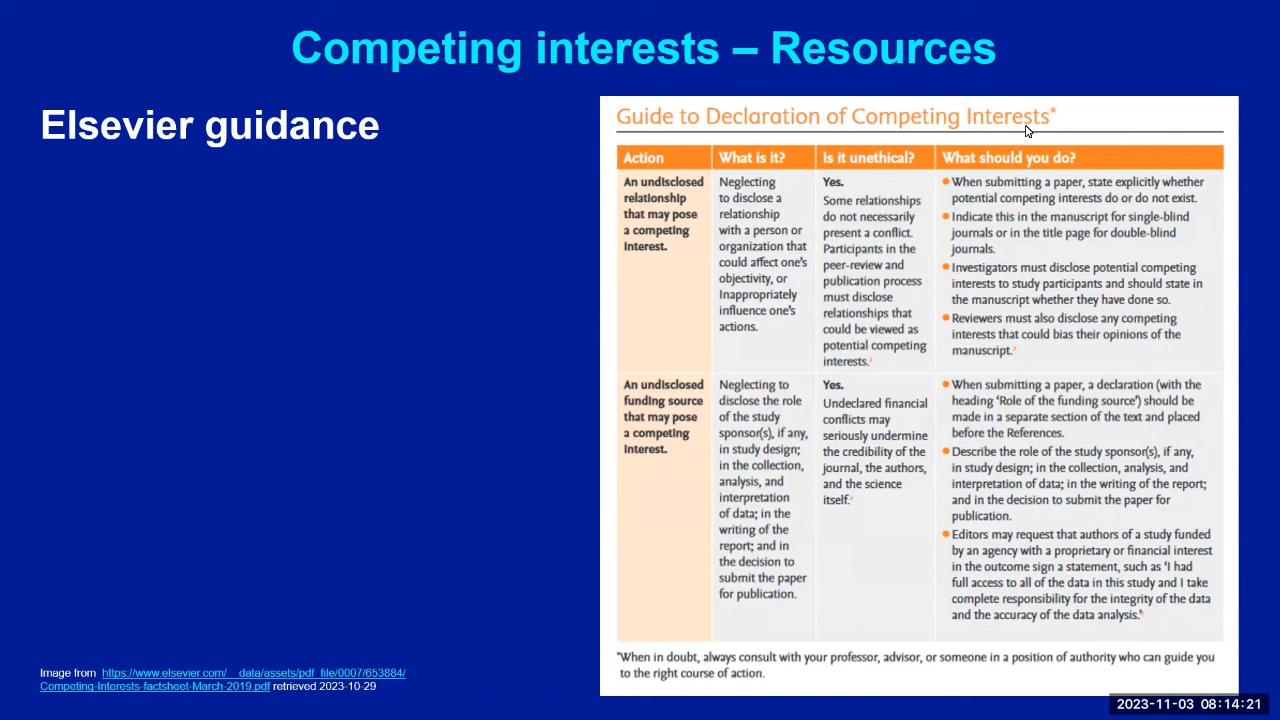 Competing interests – Resources
Elsevier guidance
Guide to Declaration of Competing Interests*
Action
What is it?
Is it unethical?
What should you do?
An undisclosed
relationship
that may pose
a competing
interest.
Neglecting
to disclose a
relationship
with a person or
organization that
could affect one's
objectivity, or
inappropriately
influence one's
actions.
Yes.
Some relationships
do not necessarily
present a conflict.
Participants in the
peer-review and
publication process
must disclose
relationships that
could be viewed as
potential competing
interests.
When submitting a paper, state explicitly whether
potential competing interests do or do not exist.
Indicate this in the manuscript for single-blind
journals or in the title page for double-blind
journals.
Investigators must disclose potential competing
interests to study participants and should state in
the manuscript whether they have done so.
Reviewers must also disclose any competing
interests that could bias their opinions of the
manuscript.
An undisclosed
funding source
that may pose
a competing
interest.
Neglecting to
disclose the role
of the study
sponsor(s), if any,
in study design;
in the collection,
analysis, and
interpretation
of data; in the
writing of the
report; and in
the decision to
submit the paper
for publication.
Yes.
Undeclared financial
conflicts may
seriously undermine
the credibility of the
journal, the authors,
and the science
itself.
When submitting a paper, a declaration (with the
heading 'Role of the funding source') should be
made in a separate section of the text and placed
before the References.
Describe the role of the study sponsor(s), if any,
in study design; in the collection, analysis, and
interpretation of data; in the writing of the report;
and in the decision to submit the paper for
publication.
Editors may request that authors of a study funded
by an agency with a proprietary or financial interest
in the outcome sign a statement, such as 'I had
full access to all of the data in this study and I take
complete responsibility for the integrity of the data
and the accuracy of the data analysis.'
*When in doubt, always consult with your professor, advisor, or someone in a position of authority who can guide you
to the right course of action.
Image from https://www.elsevier.com/__data/assets/pdf_file/0007/653884/
Competing-Interests-factsheet-March-2019.pdf retrieved 2023-10-29
2023-11-03 08:14:21